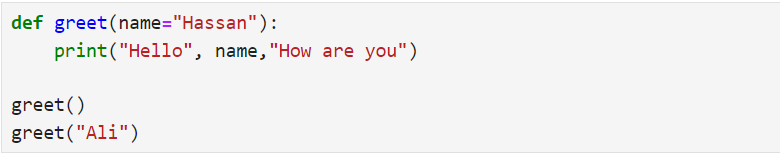 def greet(name="Hassan"):
    print("Hello", name,"How are you")

greet()
greet("Ali")